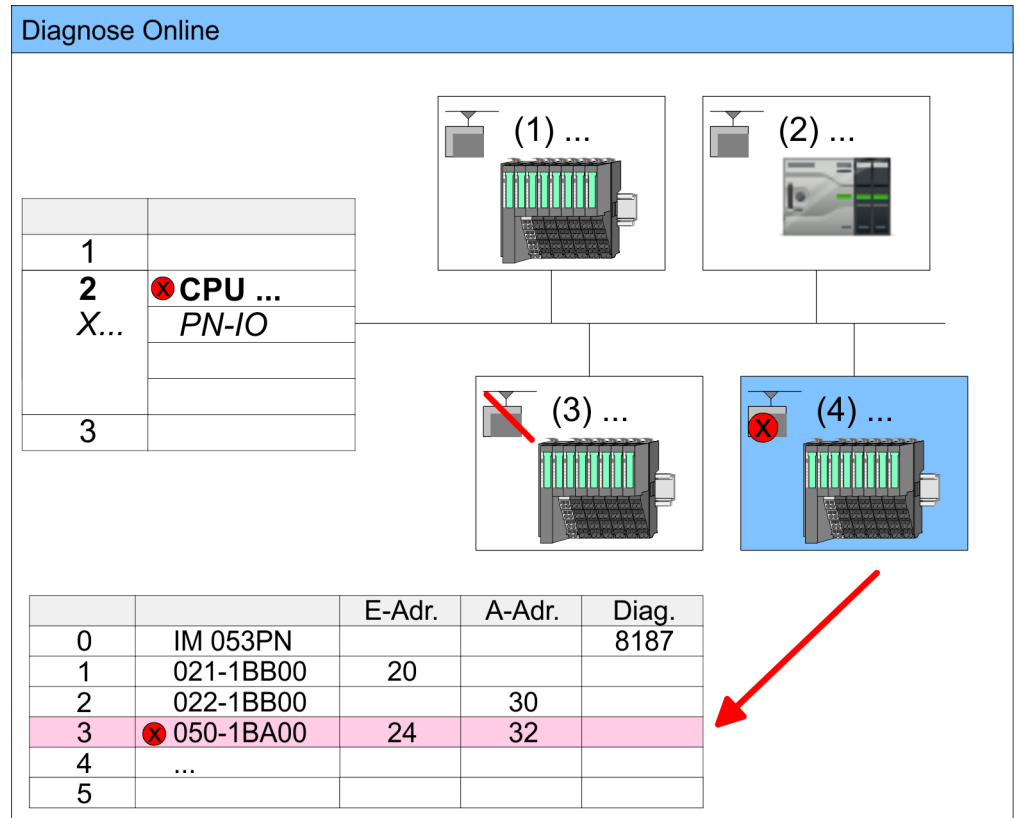 Diagnose Online
(1) ...
(2) ...
1
2 X CPU ...
X... PN-IO
3
(3) ...
X (4) ...
E-Adr. A-Adr. Diag.
0 IM 053PN 8187
1 021-1BB00 20
2 022-1BB00 30
3 X 050-1BA00 24 32
4 ...
5